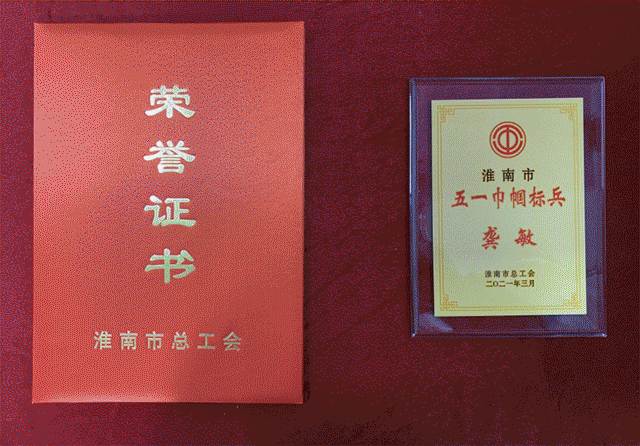 荣
誉
证
书
淮南市总工会
淮南市
五一巾帼标兵
龚敏
淮南市总工会
二〇二一年三月